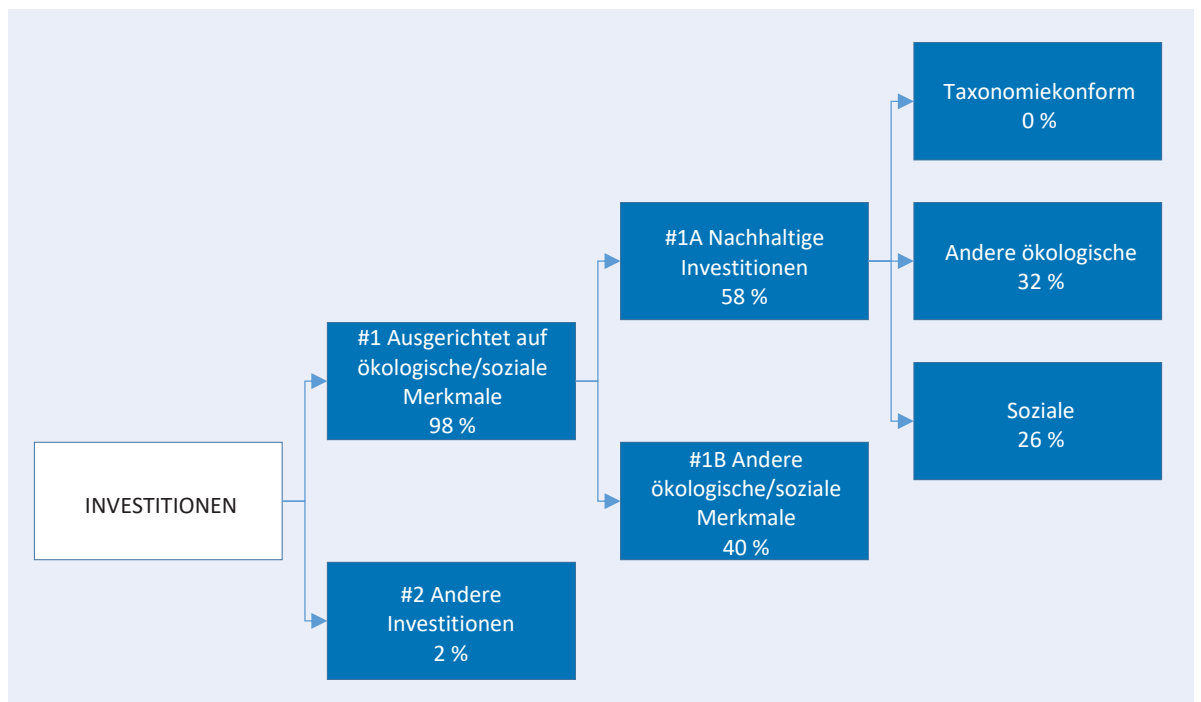 INVESTITIONEN
#1 Ausgerichtet auf
ökologische/soziale
Merkmale
98 %
#2 Andere
Investitionen
2 %
#1A Nachhaltige
Investitionen
58 %
#1B Andere
ökologische/soziale
Merkmale
40 %
Taxonomiekonform
0 %
Andere ökologische
32 %
Soziale
26 %